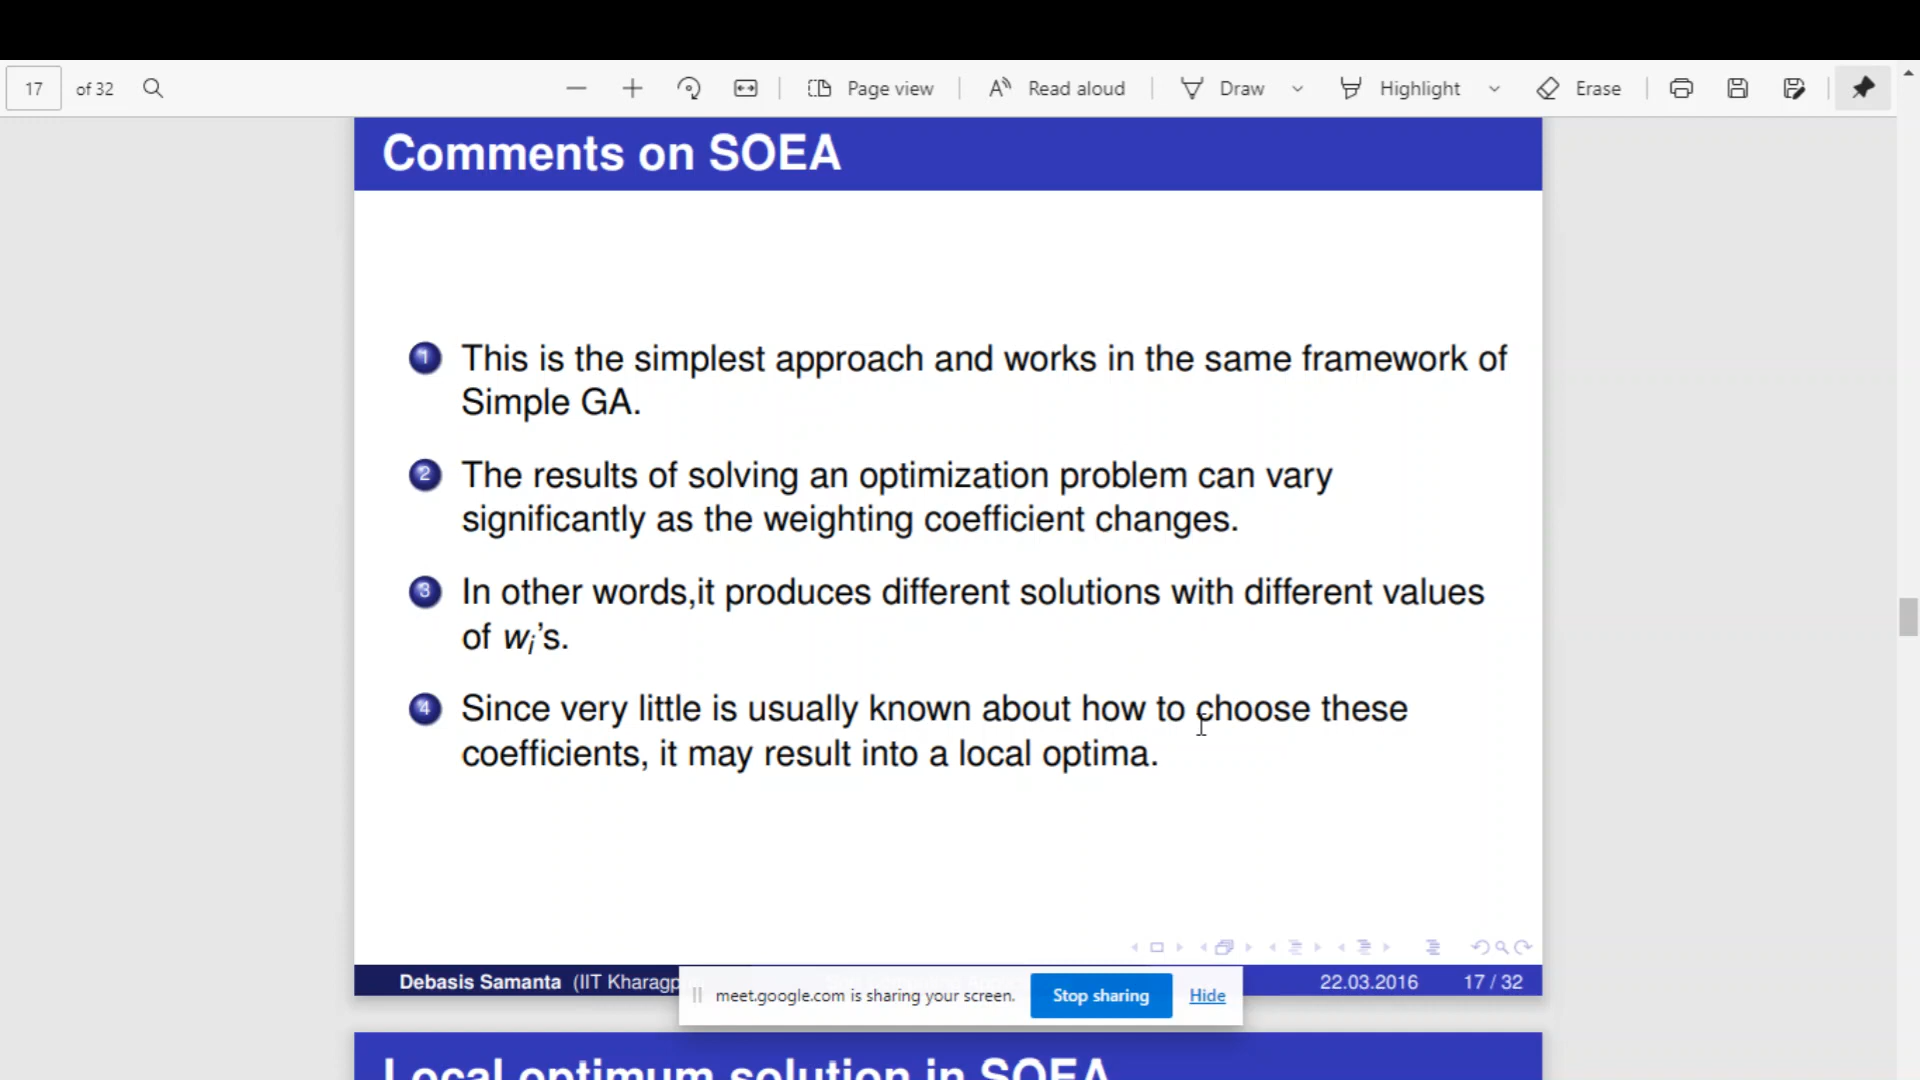 17 of 32 Page view Read aloud Draw Highlight Erase
Comments on SOEA
1 This is the simplest approach and works in the same framework of
Simple GA.
2 The results of solving an optimization problem can vary
significantly as the weighting coefficient changes.
3 In other words,it produces different solutions with different values
of wi's.
4 Since very little is usually known about how to choose these
coefficients, it may result into a local optima.
Debasis Samanta (IIT Kharagp 22.03.2016 17 / 32
meet.google.com is sharing your screen. Stop sharing Hide
Local optimum solution in SOEA